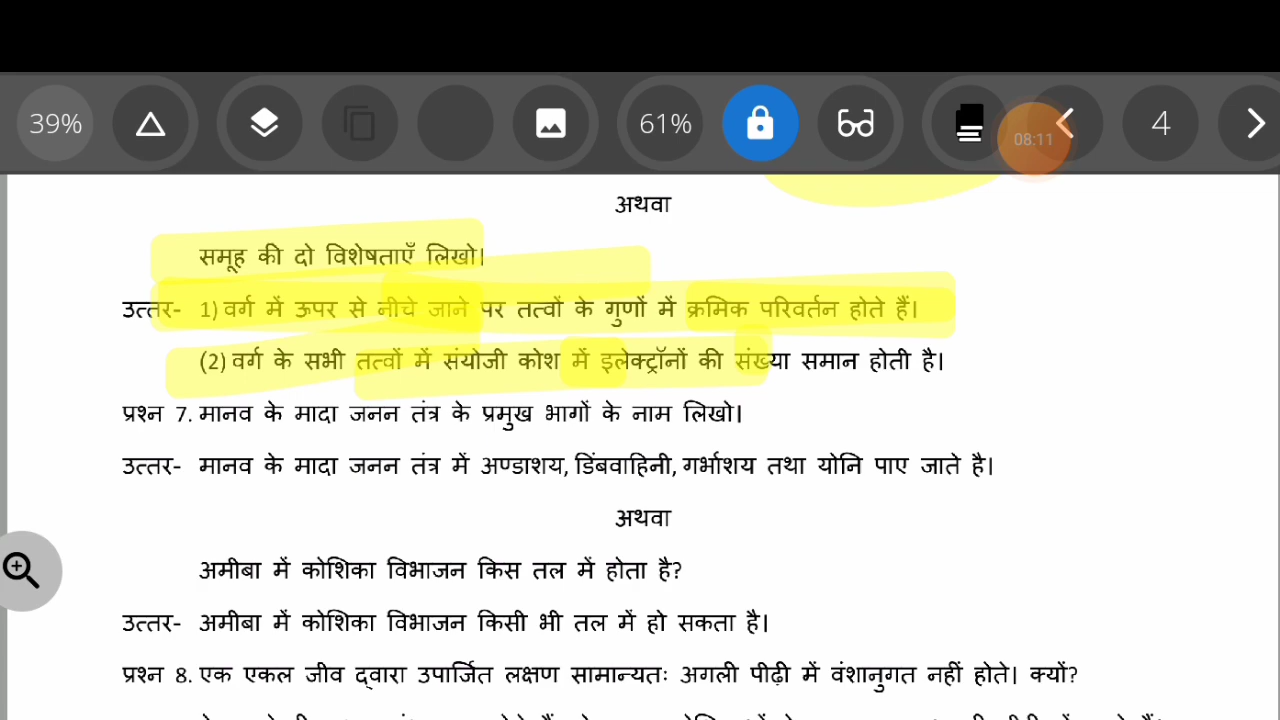 39%
61%
08:11
4
अथवा
समूह की दो विशेषताएँ लिखो।
उत्तर- 1) वर्ग में ऊपर से नीचे जाने पर तत्वों के गुणों में क्रमिक परिवर्तन होते हैं।
(2) वर्ग के सभी तत्वों में संयोजी कोश में इलेक्ट्रॉनों की संख्या समान होती है।
प्रश्न 7. मानव के मादा जनन तंत्र के प्रमुख भागों के नाम लिखो।
उत्तर- मानव के मादा जनन तंत्र में अण्डाशय, डिंबवाहिनी, गर्भाशय तथा योनि पाए जाते है।
अथवा
अमीबा में कोशिका विभाजन किस तल में होता है?
उत्तर- अमीबा में कोशिका विभाजन किसी भी तल में हो सकता है।
प्रश्न 8. एक एकल जीव द्वारा उपार्जित लक्षण सामान्यतः अगली पीढ़ी में वंशानुगत नहीं होते। क्यों?